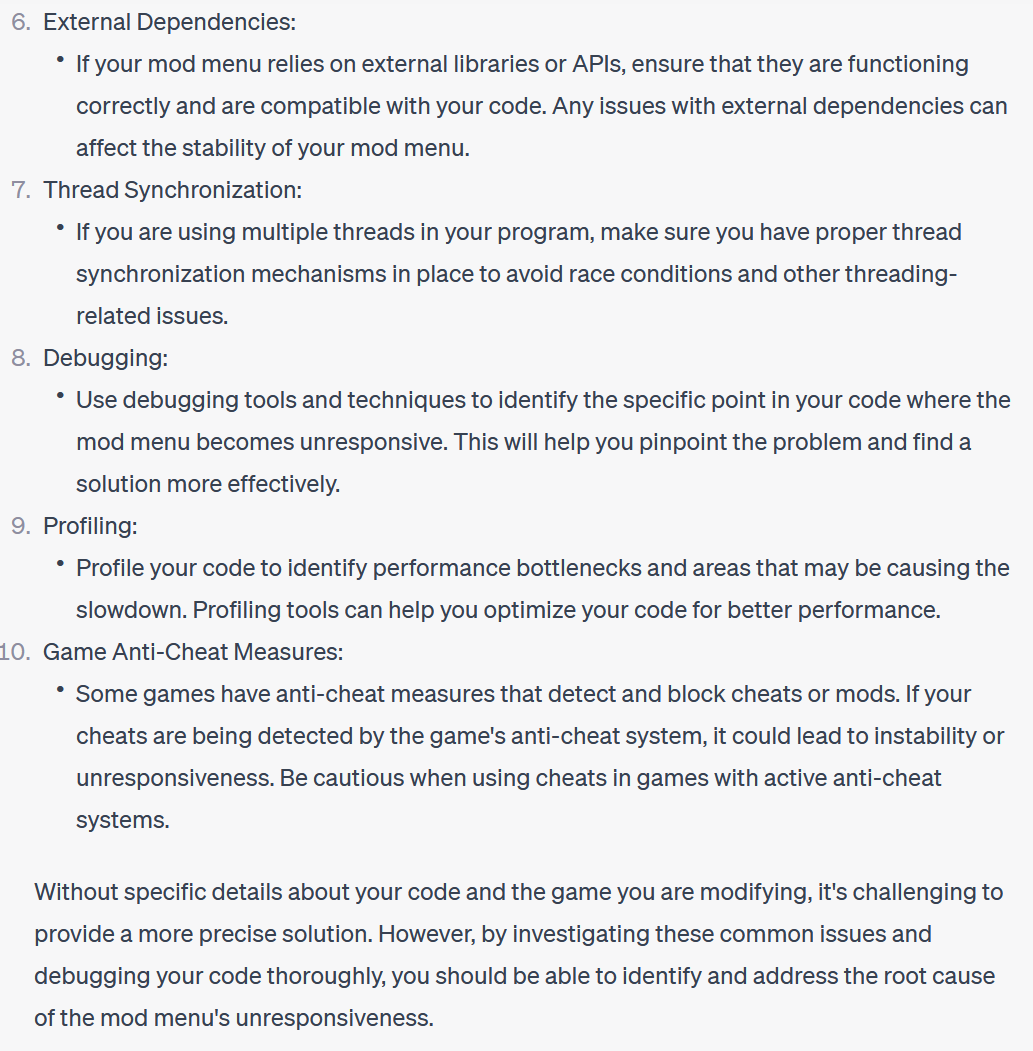 6. External Dependencies:
• If your mod menu relies on external libraries or APIs, ensure that they are functioning
correctly and are compatible with your code. Any issues with external dependencies can
affect the stability of your mod menu.
7. Thread Synchronization:
• If you are using multiple threads in your program, make sure you have proper thread
synchronization mechanisms in place to avoid race conditions and other threading-
related issues.
8. Debugging:
• Use debugging tools and techniques to identify the specific point in your code where the
mod menu becomes unresponsive. This will help you pinpoint the problem and find a
solution more effectively.
9. Profiling:
• Profile your code to identify performance bottlenecks and areas that may be causing the
slowdown. Profiling tools can help you optimize your code for better performance.
10. Game Anti-Cheat Measures:
• Some games have anti-cheat measures that detect and block cheats or mods. If your
cheats are being detected by the game's anti-cheat system, it could lead to instability or
unresponsiveness. Be cautious when using cheats in games with active anti-cheat
systems.
Without specific details about your code and the game you are modifying, it's challenging to
provide a more precise solution. However, by investigating these common issues and
debugging your code thoroughly, you should be able to identify and address the root cause
of the mod menu's unresponsiveness.